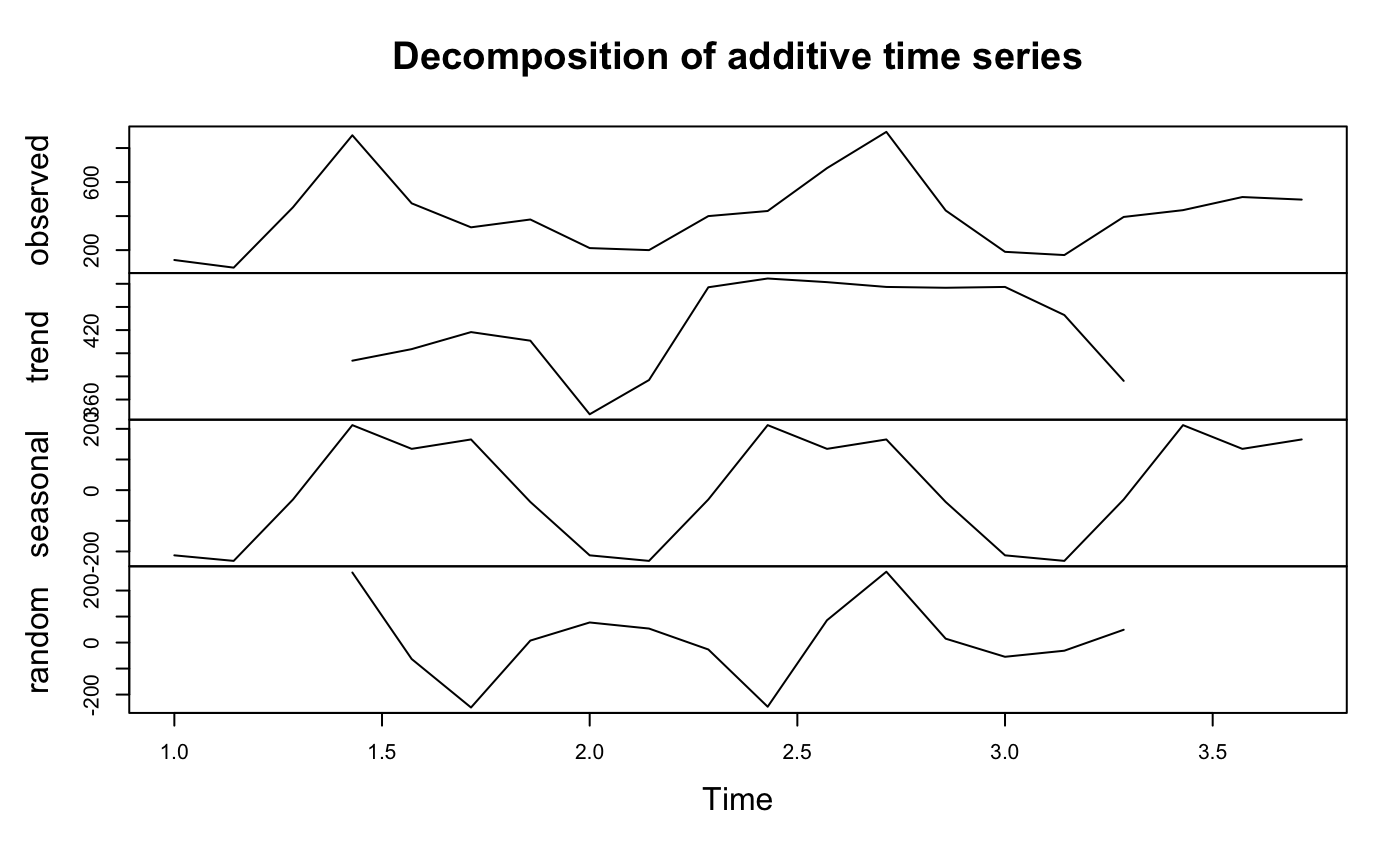 Decomposition of additive time series
observed
200 600
trend
360 420
seasonal
-200 0 200
random
-200 0 200
1.0 1.5 2.0 2.5 3.0 3.5
Time